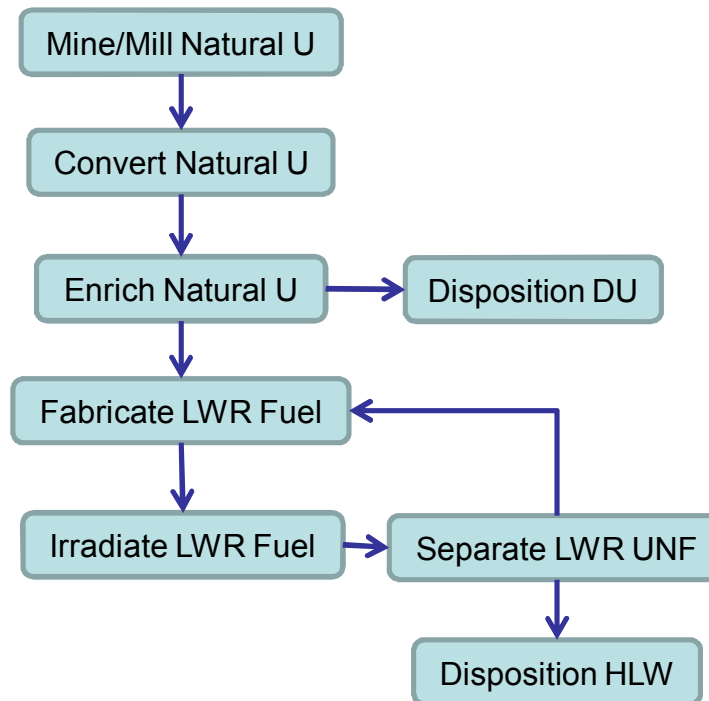 Mine/Mill Natural U
Convert Natural U
Enrich Natural U
Disposition DU
Fabricate LWR Fuel
Irradiate LWR Fuel
Separate LWR UNF
Disposition HLW